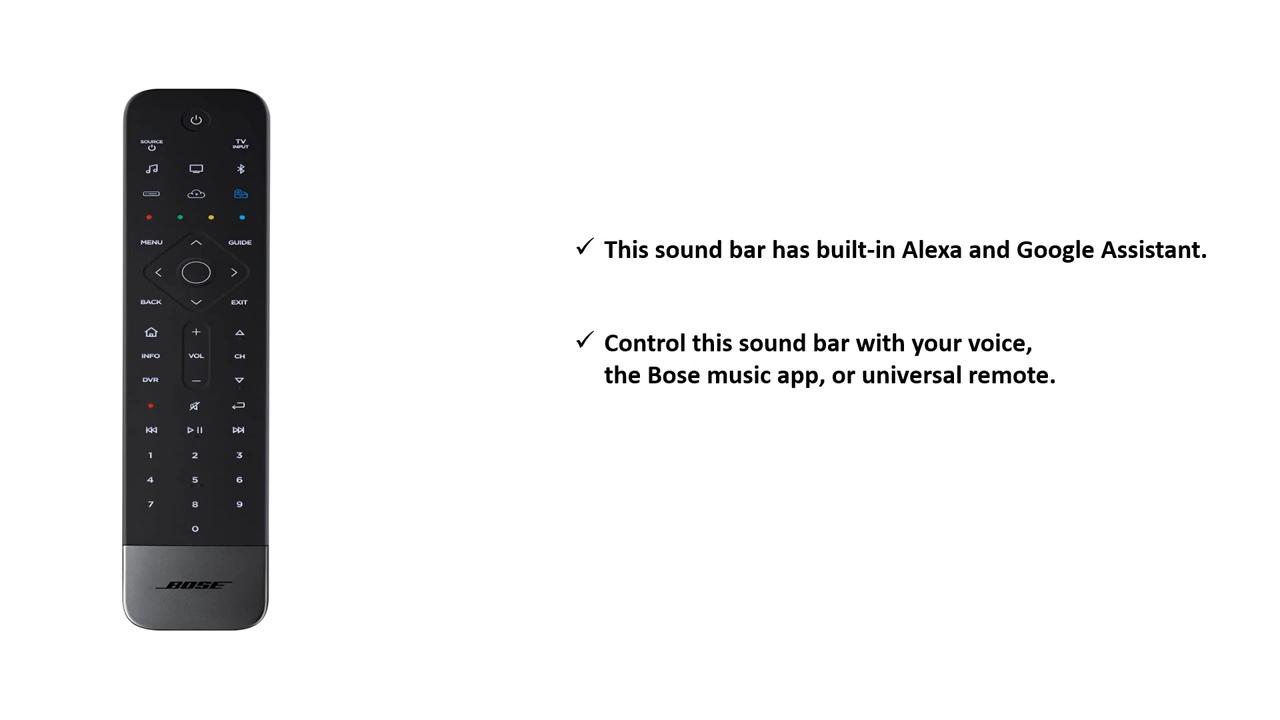 SOURCE
TV
INPUT
MENU
GUIDE
BACK
EXIT
INFO
VOL
CH
DVR
1 2 3
4 5 6
7 8 9
0
BOSE
This sound bar has built-in Alexa and Google Assistant.
Control this sound bar with your voice,
the Bose music app, or universal remote.